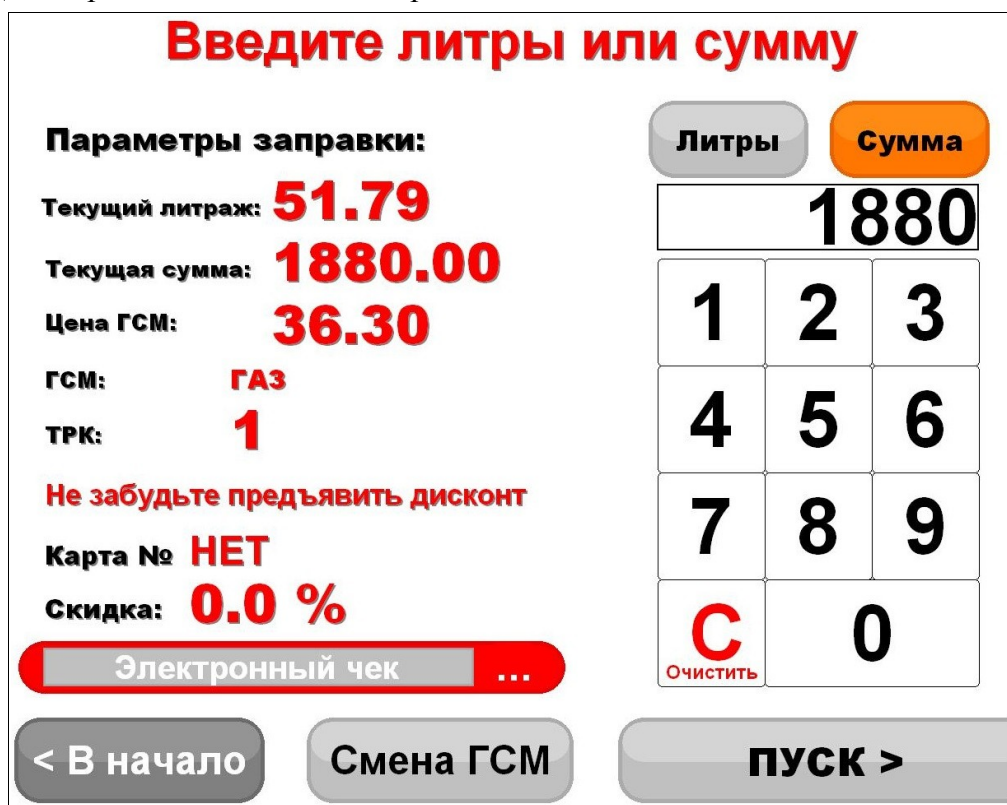 Введите литры или сумму
Параметры заправки:
Текущий литраж: 51.79
Текущая сумма: 1880.00
Цена ГСМ: 36.30
ГСМ: ГАЗ
ТРК: 1
Не забудьте предъявить дисконт
Карта № НЕТ
Скидка: 0.0 %
Электронный чек ...
Литры Сумма
1880
1 2 3
4 5 6
7 8 9
С 0
Очистить
< В начало Смена ГСМ ПУСК >